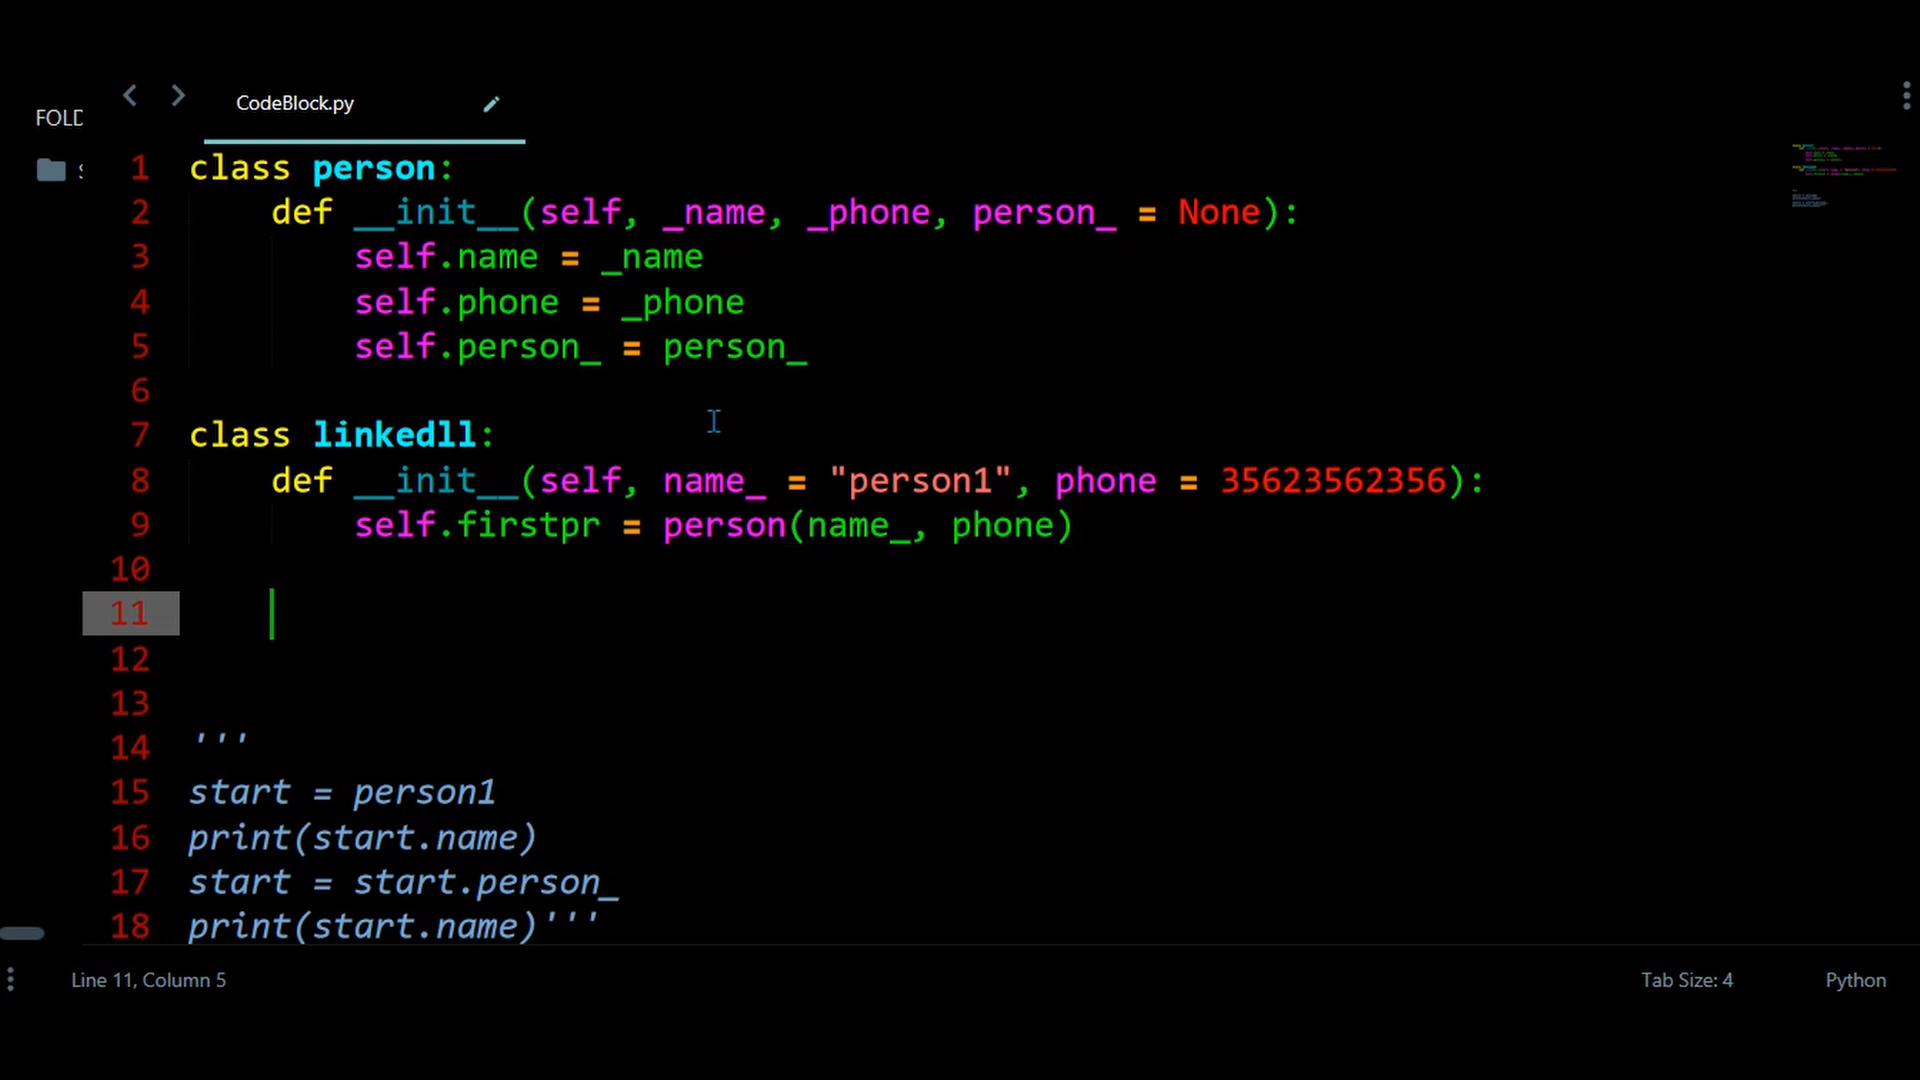 CodeBlock.py
FOLD
1 class person:
2     def __init__(self, _name, _phone, person_ = None):
3         self.name = _name
4         self.phone = _phone
5         self.person_ = person_
6
7 class linkedll:
8     def __init__(self, name_ = "person1", phone = 35623562356):
9         self.firstpr = person(name_, phone)
10
11
12
13
14 '''
15 start = person1
16 print(start.name)
17 start = start.person_
18 print(start.name)'''
Line 11, Column 5
Tab Size: 4
Python